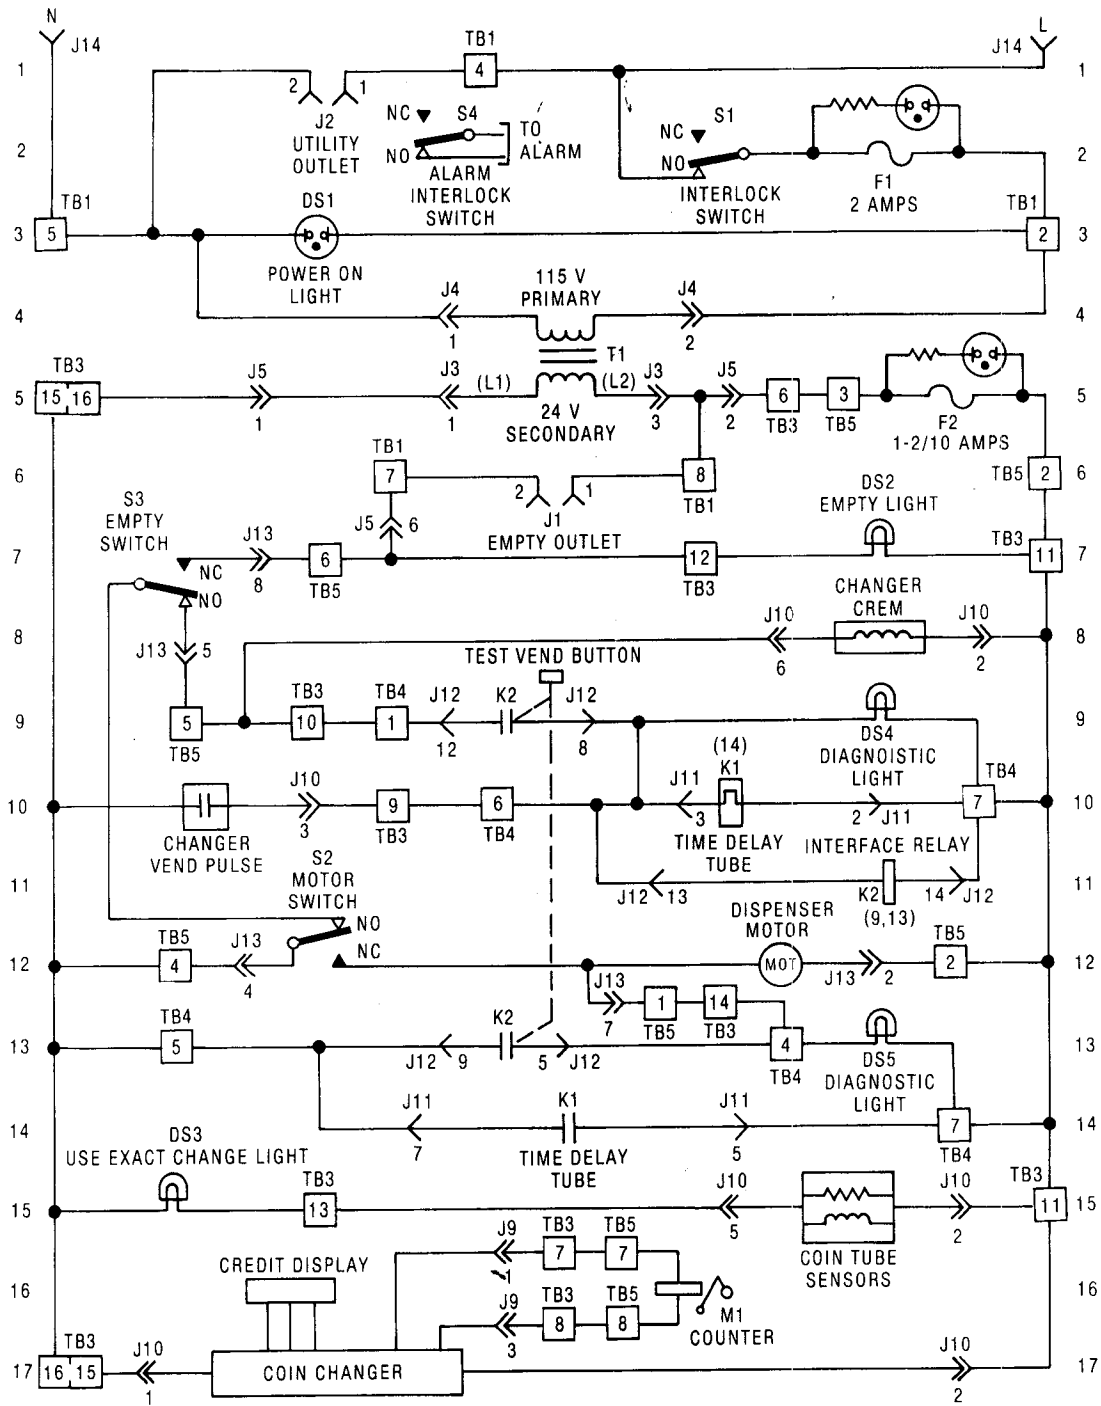 N
J14
TB1
4
L
J14
1
1
2
1
J2
UTILITY
OUTLET
NC
S4
NO
TO
ALARM
ALARM
INTERLOCK
SWITCH
NC
S1
NO
INTERLOCK
SWITCH
F1
2 AMPS
2
2
TB1
5
DS1
POWER ON
LIGHT
TB1
2
3
3
115 V
PRIMARY
J4
1
J4
2
4
4
T1
TB3
15 16
J5
1
J3
1
(L1)
(L2)
24 V
SECONDARY
J3
3
J5
2
6
TB3
3
TB5
F2
1-2/10 AMPS
5
5
TB1
7
2
1
J1
EMPTY OUTLET
8
TB1
TB5
2
6
6
S3
EMPTY
SWITCH
J5
6
DS2
EMPTY LIGHT
J13
8
6
TB5
12
TB3
TB3
11
7
7
NC
NO
CHANGER
CREM
J10
6
J10
2
8
8
J13
5
TEST VEND BUTTON
5
TB5
TB3
10
TB4
1
J12
12
K2
J12
8
DS4
DIAGNOISTIC
LIGHT
9
9
(14)
K1
J11
3
2
J11
TIME DELAY
TUBE
TB4
7
10
10
CHANGER
VEND PULSE
J10
3
9
TB3
6
TB4
INTERFACE RELAY
J12
13
K2
(9,13)
14
J12
11
11
S2
MOTOR
SWITCH
NO
NC
DISPENSER
MOTOR
MOT
J13
2
TB5
2
TB5
4
J13
4
12
12
J13
7
1
TB5
14
TB3
TB4
5
J12
9
K2
5
J12
4
TB4
DS5
DIAGNOSTIC
LIGHT
13
13
J11
7
K1
TIME DELAY
TUBE
J11
5
7
TB4
14
14
DS3
USE EXACT CHANGE LIGHT
TB3
13
J10
5
COIN TUBE
SENSORS
J10
2
TB3
11
15
15
CREDIT DISPLAY
J9
1
TB3
7
TB5
7
J9
3
TB3
8
TB5
8
M1
COUNTER
16
16
TB3
16 15
J10
1
COIN CHANGER
J10
2
17
17